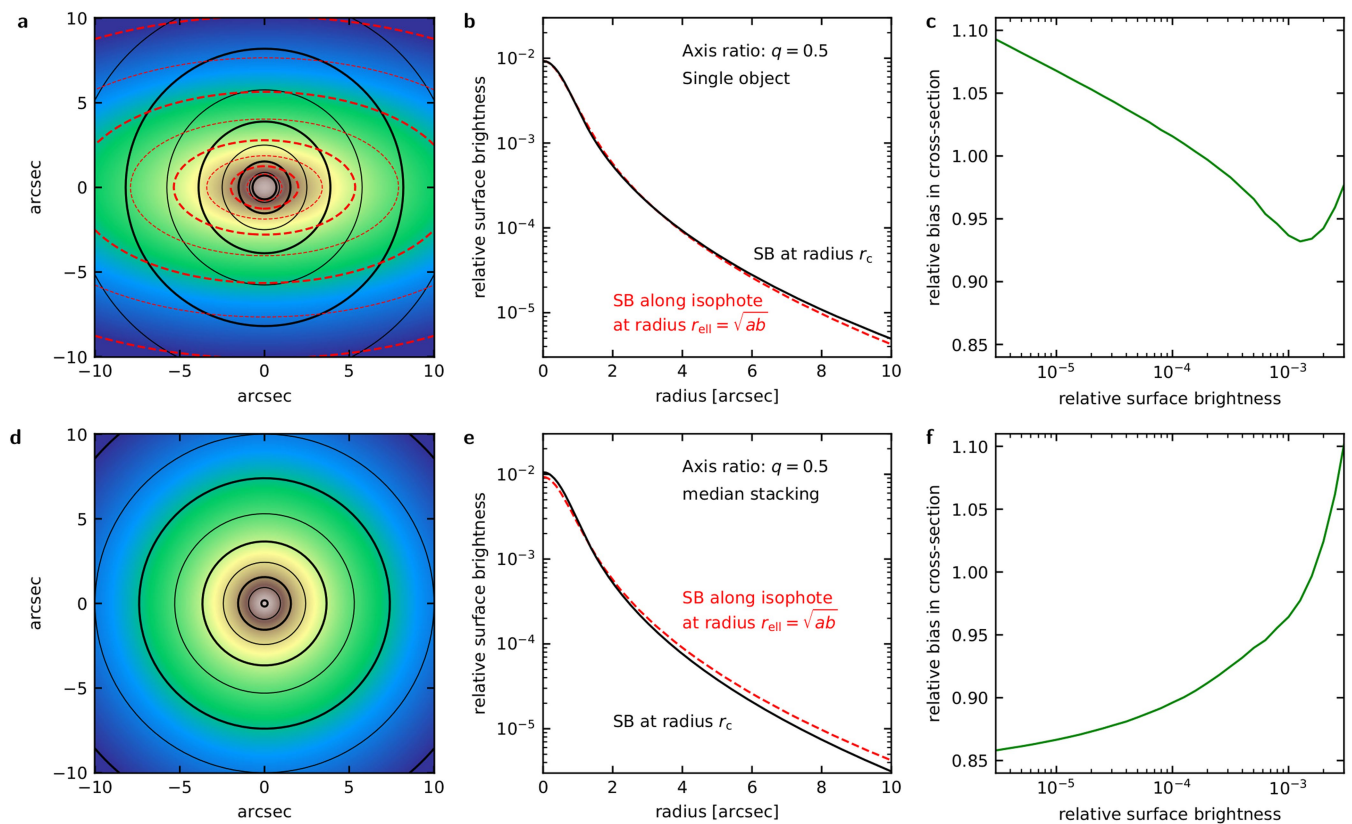 a
10
5
0
−5
−10
arcsec
−10 −5 0 5 10
arcsec
b
relative surface brightness
10⁻²
10⁻³
10⁻⁴
10⁻⁵
Axis ratio: q = 0.5
Single object
SB at radius r_c
SB along isophote
at radius r_ell = √ab
0 2 4 6 8 10
radius [arcsec]
c
relative bias in cross-section
1.10
1.05
1.00
0.95
0.90
0.85
10⁻⁵ 10⁻⁴ 10⁻³
relative surface brightness
d
10
5
0
−5
−10
arcsec
−10 −5 0 5 10
arcsec
e
relative surface brightness
10⁻²
10⁻³
10⁻⁴
10⁻⁵
Axis ratio: q = 0.5
median stacking
SB along isophote
at radius r_ell = √ab
SB at radius r_c
0 2 4 6 8 10
radius [arcsec]
f
relative bias in cross-section
1.10
1.05
1.00
0.95
0.90
0.85
10⁻⁵ 10⁻⁴ 10⁻³
relative surface brightness